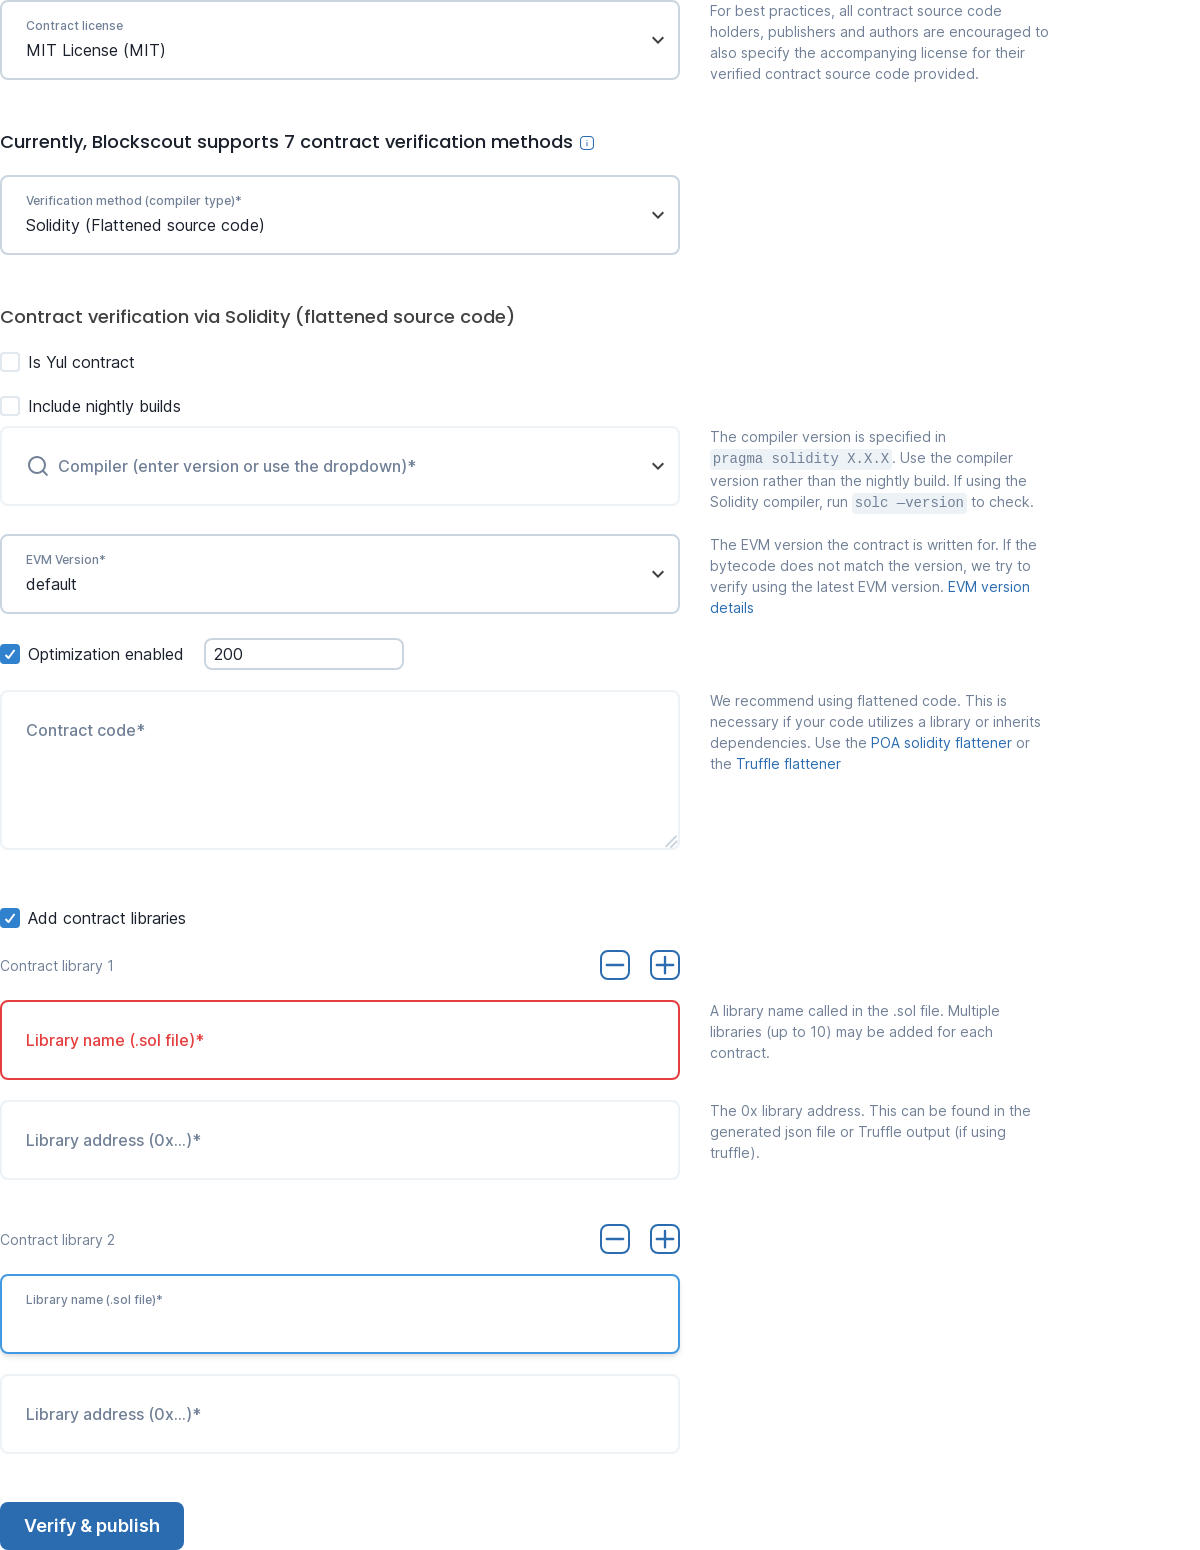 Contract license
MIT License (MIT)
For best practices, all contract source code
holders, publishers and authors are encouraged to
also specify the accompanying license for their
verified contract source code provided.
Currently, Blockscout supports 7 contract verification methods
Verification method (compiler type)*
Solidity (Flattened source code)
Contract verification via Solidity (flattened source code)
Is Yul contract
Include nightly builds
Compiler (enter version or use the dropdown)*
The compiler version is specified in
pragma solidity X.X.X. Use the compiler
version rather than the nightly build. If using the
Solidity compiler, run solc —version to check.
EVM Version*
default
The EVM version the contract is written for. If the
bytecode does not match the version, we try to
verify using the latest EVM version. EVM version
details
Optimization enabled 200
Contract code*
We recommend using flattened code. This is
necessary if your code utilizes a library or inherits
dependencies. Use the POA solidity flattener or
the Truffle flattener
Add contract libraries
Contract library 1
Library name (.sol file)*
A library name called in the .sol file. Multiple
libraries (up to 10) may be added for each
contract.
Library address (0x...)*
The 0x library address. This can be found in the
generated json file or Truffle output (if using
truffle).
Contract library 2
Library name (.sol file)*
Library address (0x...)*
Verify & publish